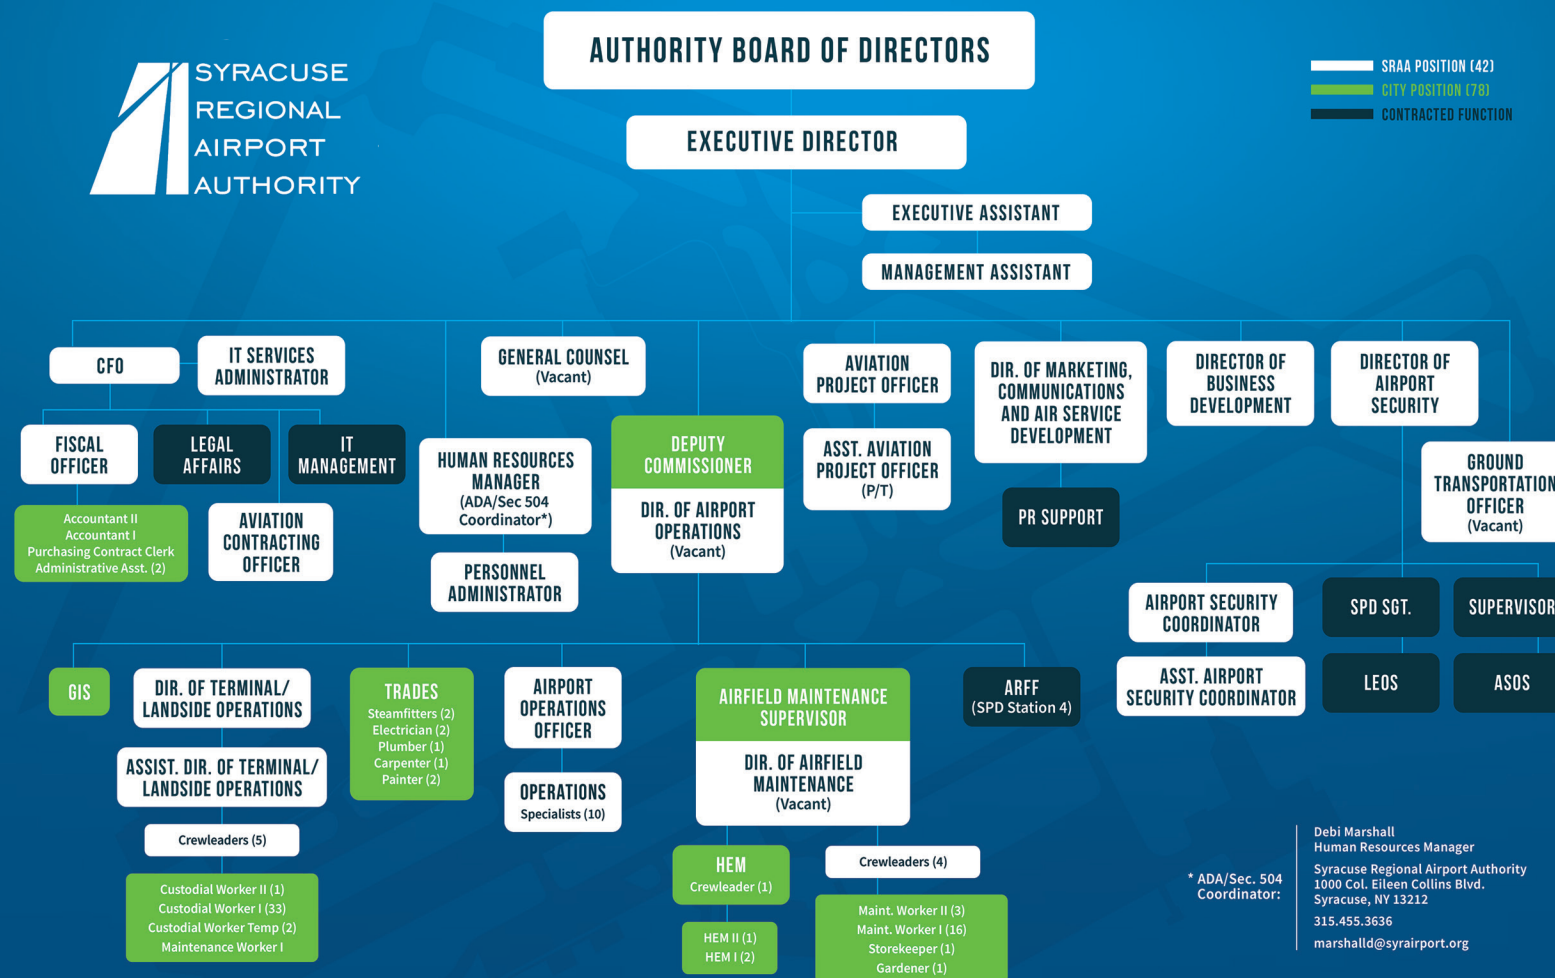 SYRACUSE
REGIONAL
AIRPORT
AUTHORITY
AUTHORITY BOARD OF DIRECTORS
SRAA POSITION (42)
CITY POSITION (78)
CONTRACTED FUNCTION
EXECUTIVE DIRECTOR
EXECUTIVE ASSISTANT
MANAGEMENT ASSISTANT
CFO
IT SERVICES
ADMINISTRATOR
FISCAL
OFFICER
LEGAL
AFFAIRS
IT
MANAGEMENT
Accountant II
Accountant I
Purchasing Contract Clerk
Administrative Asst. (2)
AVIATION
CONTRACTING
OFFICER
HUMAN RESOURCES
MANAGER
(ADA/Sec 504
Coordinator*)
PERSONNEL
ADMINISTRATOR
GENERAL COUNSEL
(Vacant)
DEPUTY
COMMISSIONER
DIR. OF AIRPORT
OPERATIONS
(Vacant)
AVIATION
PROJECT OFFICER
ASST. AVIATION
PROJECT OFFICER
(P/T)
DIR. OF MARKETING,
COMMUNICATIONS
AND AIR SERVICE
DEVELOPMENT
PR SUPPORT
DIRECTOR OF
BUSINESS
DEVELOPMENT
DIRECTOR OF
AIRPORT
SECURITY
GROUND
TRANSPORTATION
OFFICER
(Vacant)
AIRPORT SECURITY
COORDINATOR
ASST. AIRPORT
SECURITY COORDINATOR
SPD SGT.
LEOS
SUPERVISOR
ASOS
GIS
DIR. OF TERMINAL/
LANDSIDE OPERATIONS
ASSIST. DIR. OF TERMINAL/
LANDSIDE OPERATIONS
Crewleaders (5)
Custodial Worker II (1)
Custodial Worker I (33)
Custodial Worker Temp (2)
Maintenance Worker I
TRADES
Steamfitters (2)
Electrician (2)
Plumber (1)
Carpenter (1)
Painter (2)
AIRPORT
OPERATIONS
OFFICER
OPERATIONS
Specialists (10)
AIRFIELD MAINTENANCE
SUPERVISOR
DIR. OF AIRFIELD
MAINTENANCE
(Vacant)
HEM
Crewleader (1)
HEM II (1)
HEM I (2)
Crewleaders (4)
Maint. Worker II (3)
Maint. Worker I (16)
Storekeeper (1)
Gardener (1)
ARFF
(SPD Station 4)
* ADA/Sec. 504
Coordinator:
Debi Marshall
Human Resources Manager
Syracuse Regional Airport Authority
1000 Col. Eileen Collins Blvd.
Syracuse, NY 13212
315.455.3636
marshalld@syrairport.org